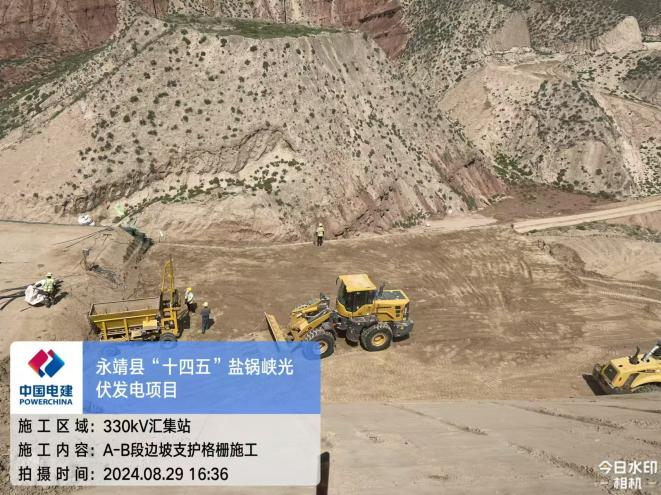 中国电建
POWERCHINA
永靖县“十四五”盐锅峡光
伏发电项目
施工区域：330kV汇集站
施工内容：A-B段边坡支护格栅施工
拍摄时间：2024.08.29 16:36
今日水印
相机